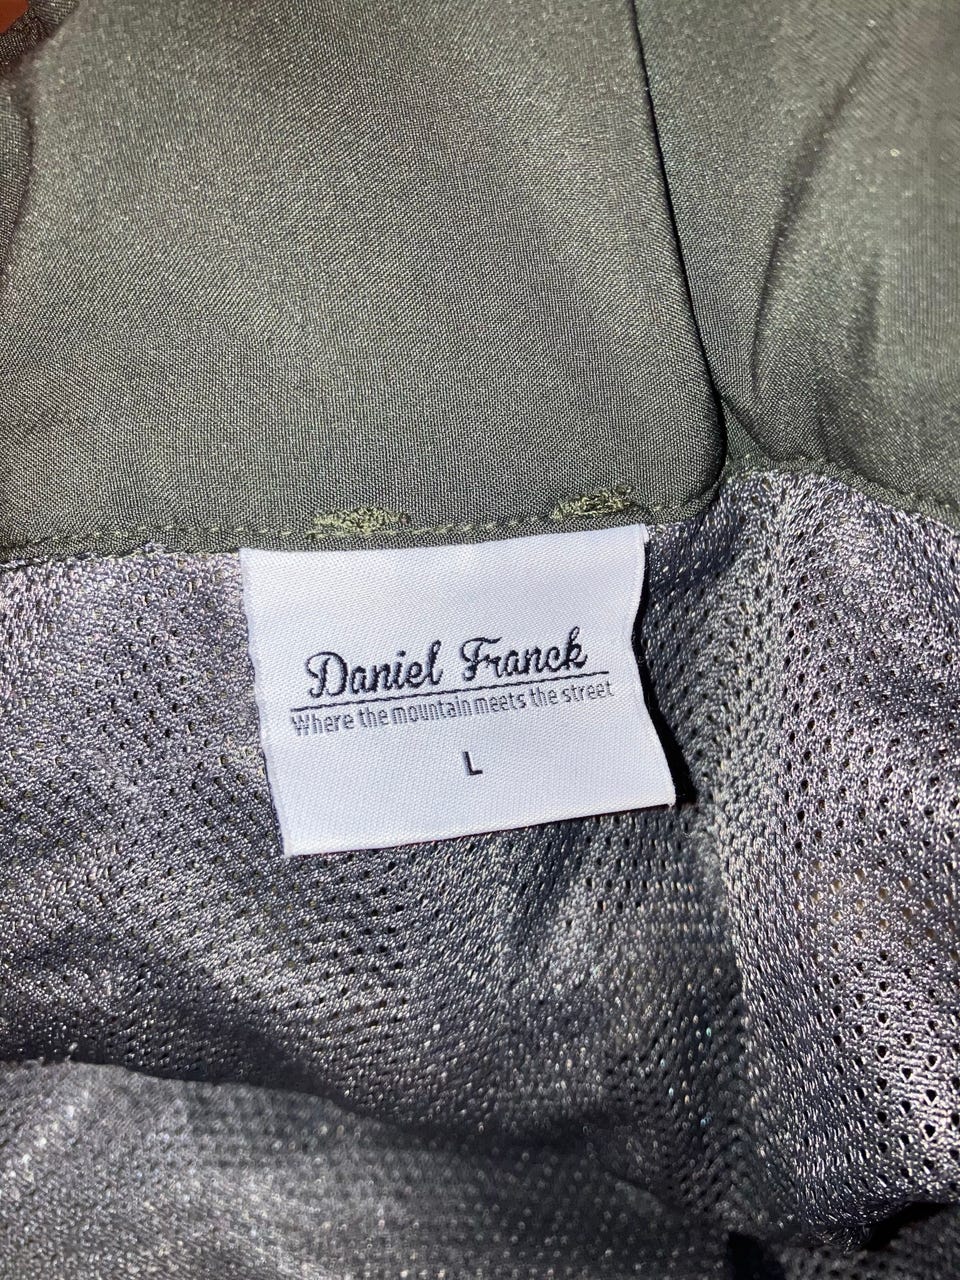 Daniel Franck
Where the mountain meets the street
L